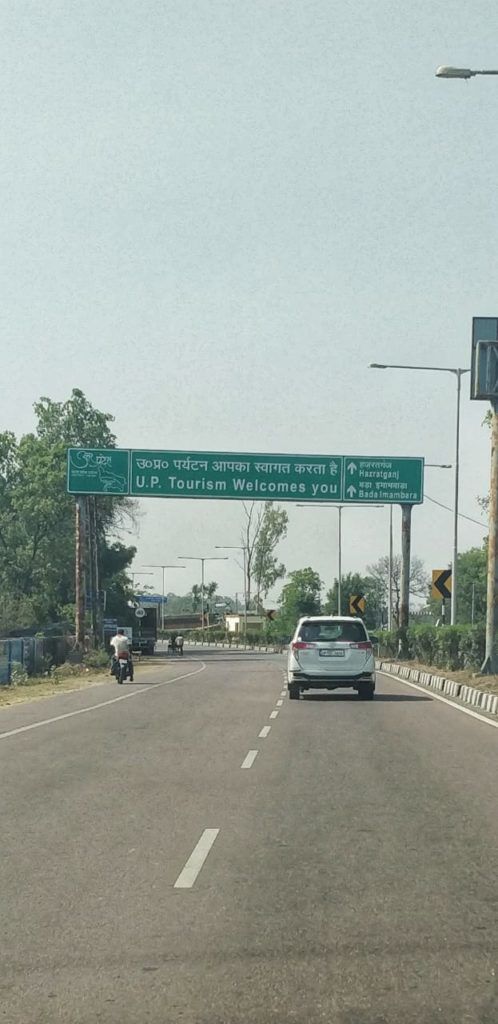 उ०प्र० पर्यटन आपका स्वागत करता है
U.P. Tourism Welcomes you
हजरतगंज
Hazratganj
बड़ा इमामबाड़ा
Bada Imambara